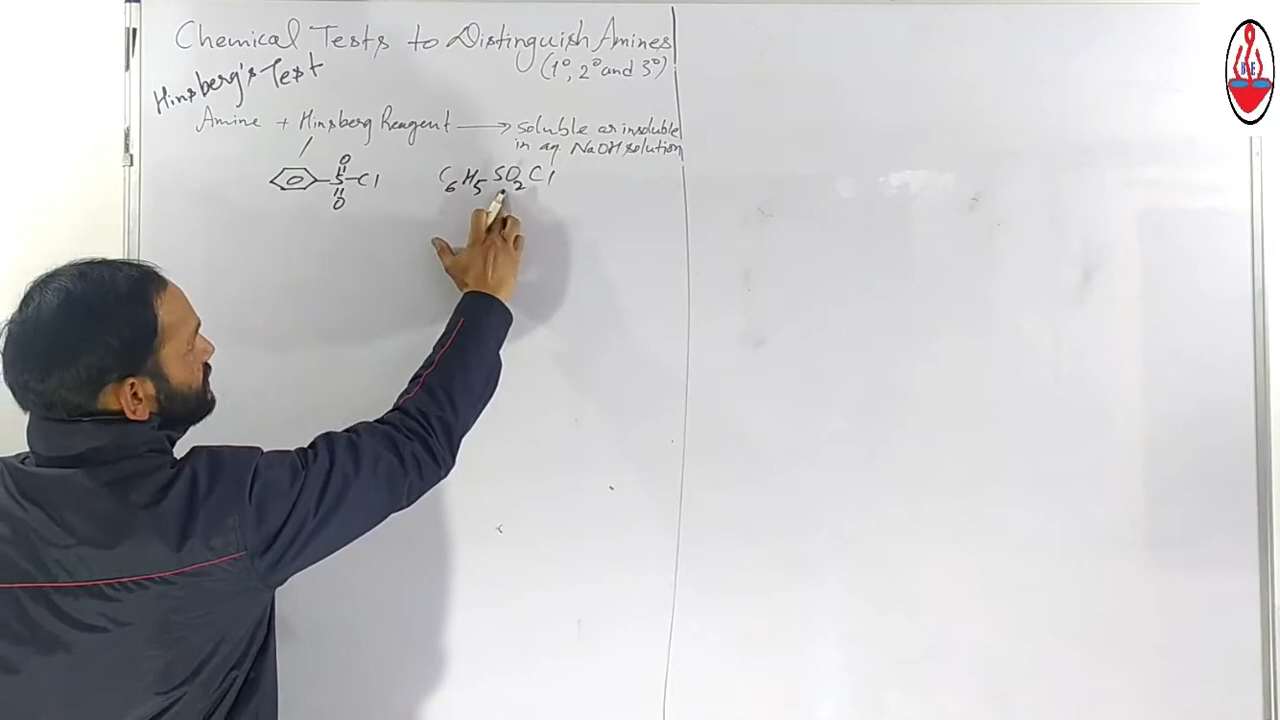 Chemical Tests to Distinguish Amines
(1°, 2° and 3°)
Hinsberg's Test
Amine + Hinsberg Reagent → soluble or insoluble
in aq. NaOH solution
O
S-Cl
O
C6H5SO2Cl